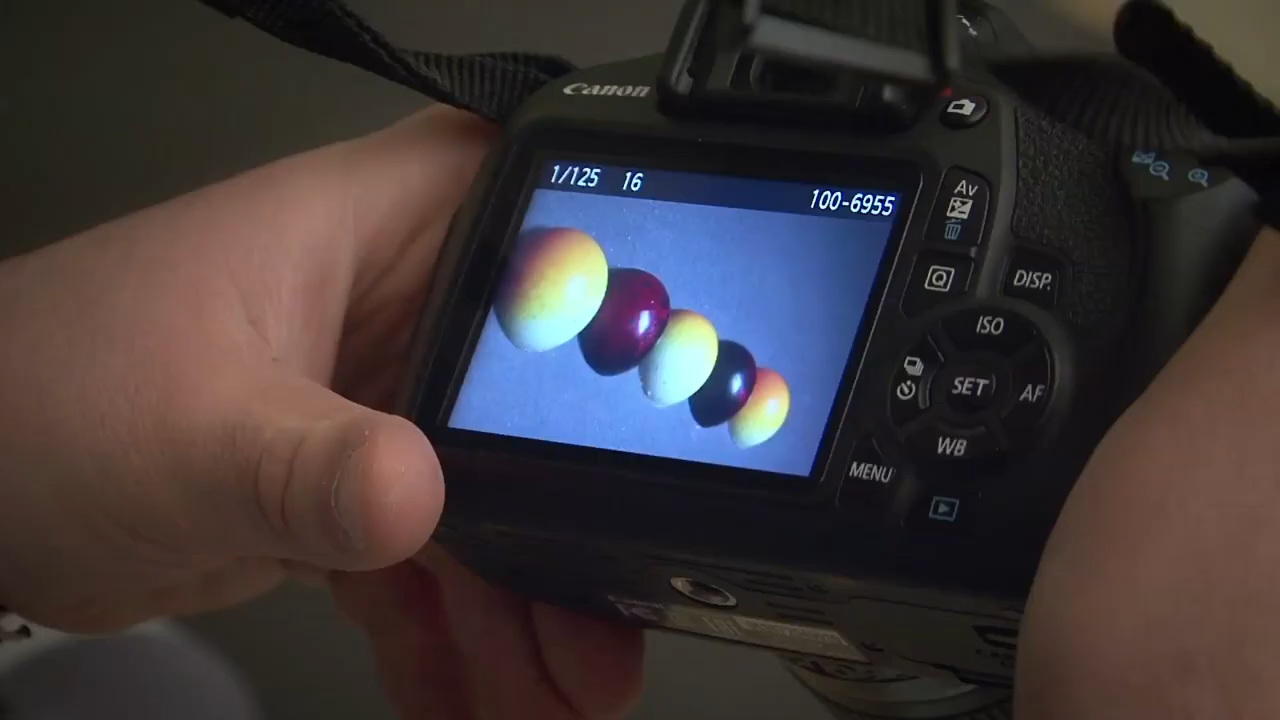 Canon
1/125 16 100-6955
Av
Q DISP.
ISO
SET AF
WB
MENU